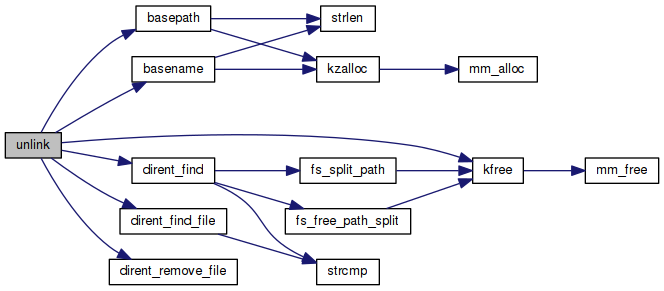 basepath
strlen
basename
kzalloc
mm_alloc
unlink
dirent_find
fs_split_path
kfree
mm_free
dirent_find_file
fs_free_path_split
dirent_remove_file
strcmp